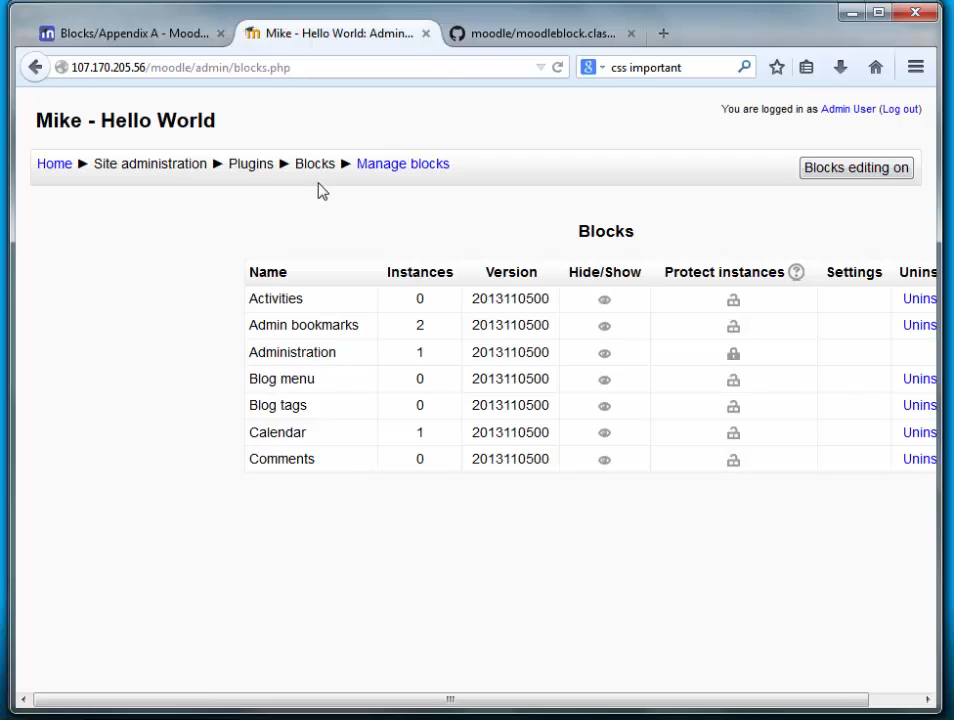 Blocks/Appendix A - Mood...
Mike - Hello World: Admin...
moodle/moodleblock.clas...
107.170.205.56/moodle/admin/blocks.php
css important
You are logged in as Admin User (Log out)
Mike - Hello World
Home ► Site administration ► Plugins ► Blocks ► Manage blocks
Blocks editing on
Blocks
Name Instances Version Hide/Show Protect instances ? Settings Unins
Activities 0 2013110500 Unins
Admin bookmarks 2 2013110500 Unins
Administration 1 2013110500
Blog menu 0 2013110500 Unins
Blog tags 0 2013110500 Unins
Calendar 1 2013110500 Unins
Comments 0 2013110500 Unins